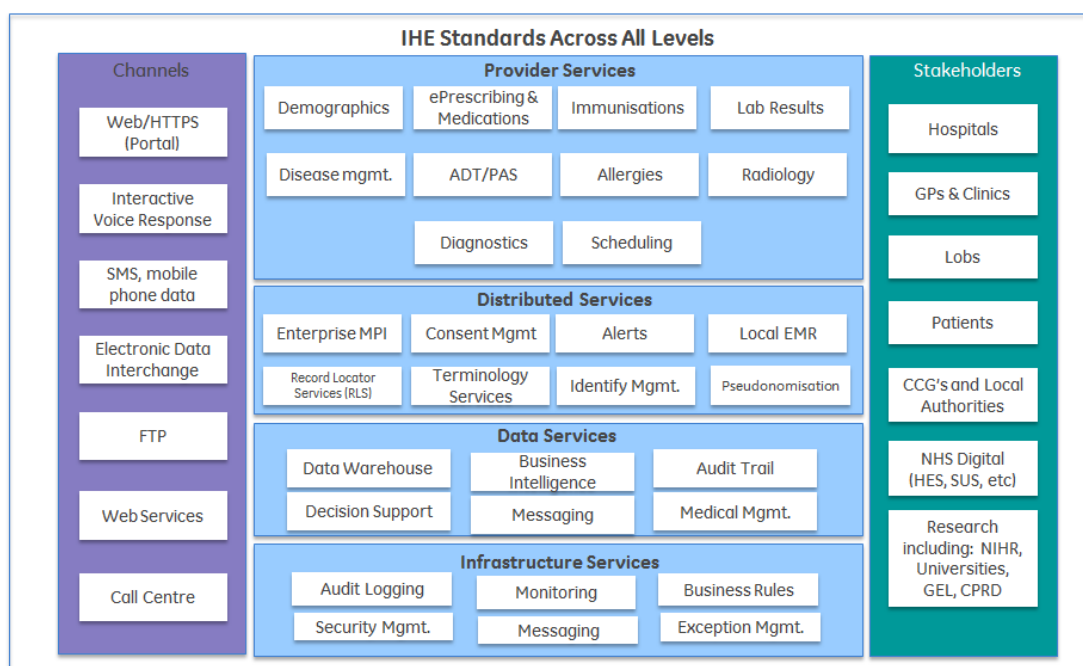 IHE Standards Across All Levels
Channels
Web/HTTPS
(Portal)
Interactive
Voice Response
SMS, mobile
phone data
Electronic Data
Interchange
FTP
Web Services
Call Centre
Provider Services
Demographics
ePrescribing &
Medications
Immunisations
Lab Results
Disease mgmt.
ADT/PAS
Allergies
Radiology
Diagnostics
Scheduling
Distributed Services
Enterprise MPI
Consent Mgmt
Alerts
Local EMR
Record Locator
Services (RLS)
Terminology
Services
Identify Mgmt.
Pseudonomisation
Data Services
Data Warehouse
Business
Intelligence
Audit Trail
Decision Support
Messaging
Medical Mgmt.
Infrastructure Services
Audit Logging
Monitoring
Business Rules
Security Mgmt.
Messaging
Exception Mgmt.
Stakeholders
Hospitals
GPs & Clinics
Lobs
Patients
CCG's and Local
Authorities
NHS Digital
(HES, SUS, etc)
Research
including: NIHR,
Universities,
GEL, CPRD